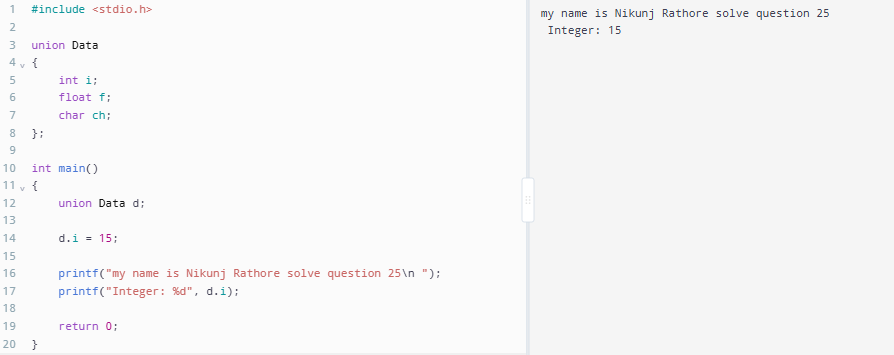 1 #include <stdio.h>
2
3 union Data
4 {
5     int i;
6     float f;
7     char ch;
8 };
9
10 int main()
11 {
12     union Data d;
13
14     d.i = 15;
15
16     printf("my name is Nikunj Rathore solve question 25\n ");
17     printf("Integer: %d", d.i);
18
19     return 0;
20 }
my name is Nikunj Rathore solve question 25
 Integer: 15